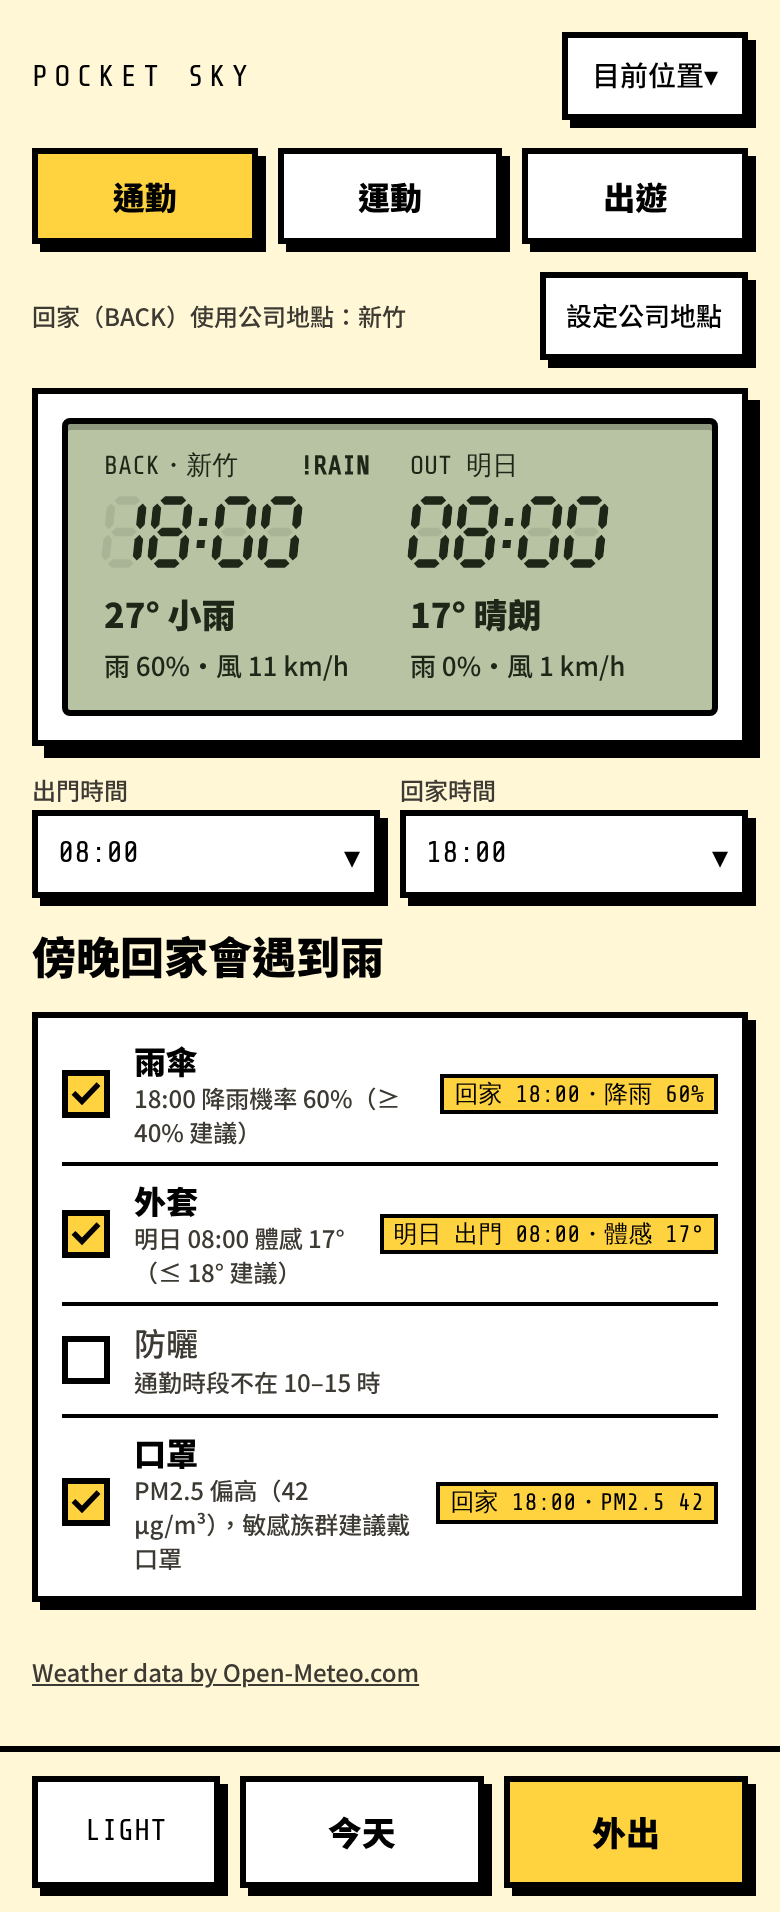 POCKET SKY
目前位置▾
通勤
運動
出遊
回家（BACK）使用公司地點：新竹
設定公司地點
BACK・新竹 !RAIN OUT 明日
18:00 08:00
27° 小雨 17° 晴朗
雨 60%・風 11 km/h 雨 0%・風 1 km/h
出門時間 回家時間
08:00 ▼ 18:00 ▼
傍晚回家會遇到雨
雨傘
18:00 降雨機率 60%（≥
40% 建議）
回家 18:00・降雨 60%
外套
明日 08:00 體感 17°
（≤ 18° 建議）
明日 出門 08:00・體感 17°
防曬
通勤時段不在 10–15 時
口罩
PM2.5 偏高（42
μg/m³），敏感族群建議戴
口罩
回家 18:00・PM2.5 42
Weather data by Open-Meteo.com
LIGHT
今天
外出